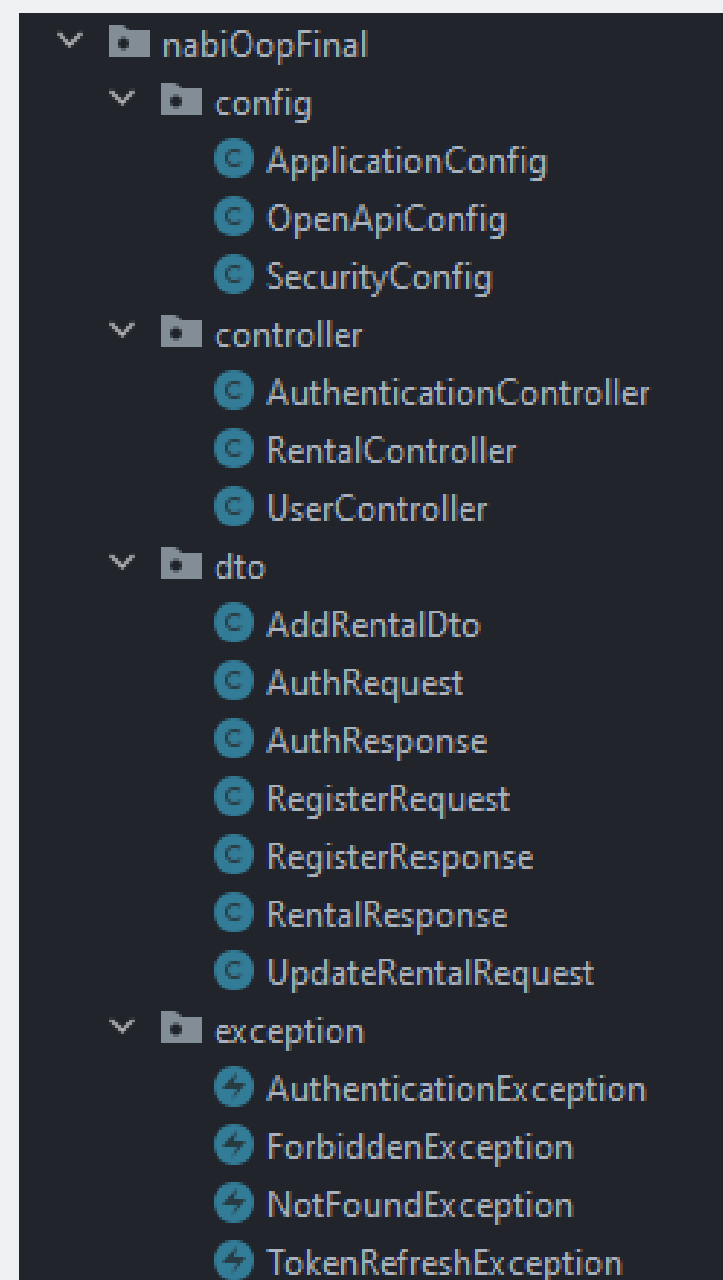 nabiOopFinal
config
ApplicationConfig
OpenApiConfig
SecurityConfig
controller
AuthenticationController
RentalController
UserController
dto
AddRentalDto
AuthRequest
AuthResponse
RegisterRequest
RegisterResponse
RentalResponse
UpdateRentalRequest
exception
AuthenticationException
ForbiddenException
NotFoundException
TokenRefreshException